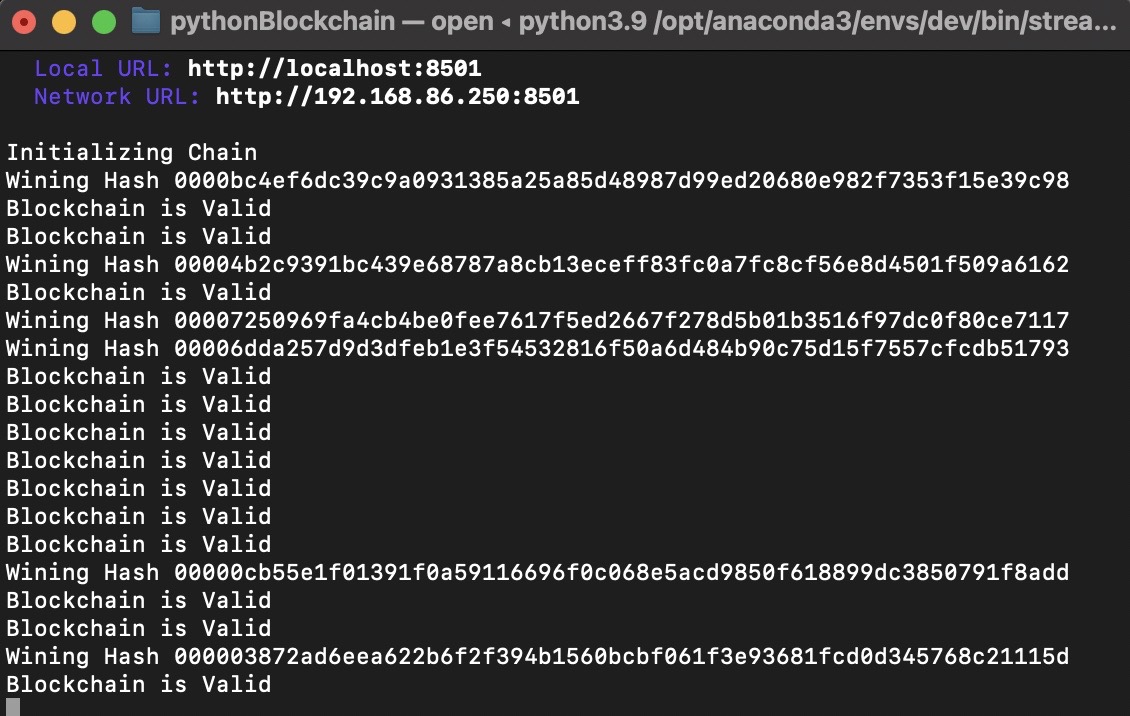 pythonBlockchain — open ◂ python3.9 /opt/anaconda3/envs/dev/bin/strea...
Local URL: http://localhost:8501
Network URL: http://192.168.86.250:8501
Initializing Chain
Wining Hash 0000bc4ef6dc39c9a0931385a25a85d48987d99ed20680e982f7353f15e39c98
Blockchain is Valid
Blockchain is Valid
Wining Hash 00004b2c9391bc439e68787a8cb13eceff83fc0a7fc8cf56e8d4501f509a6162
Blockchain is Valid
Wining Hash 00007250969fa4cb4be0fee7617f5ed2667f278d5b01b3516f97dc0f80ce7117
Wining Hash 00006dda257d9d3dfeb1e3f54532816f50a6d484b90c75d15f7557cfcdb51793
Blockchain is Valid
Blockchain is Valid
Blockchain is Valid
Blockchain is Valid
Blockchain is Valid
Blockchain is Valid
Blockchain is Valid
Wining Hash 00000cb55e1f01391f0a59116696f0c068e5acd9850f618899dc3850791f8add
Blockchain is Valid
Blockchain is Valid
Wining Hash 000003872ad6eea622b6f2f394b1560bcbf061f3e93681fcd0d345768c21115d
Blockchain is Valid